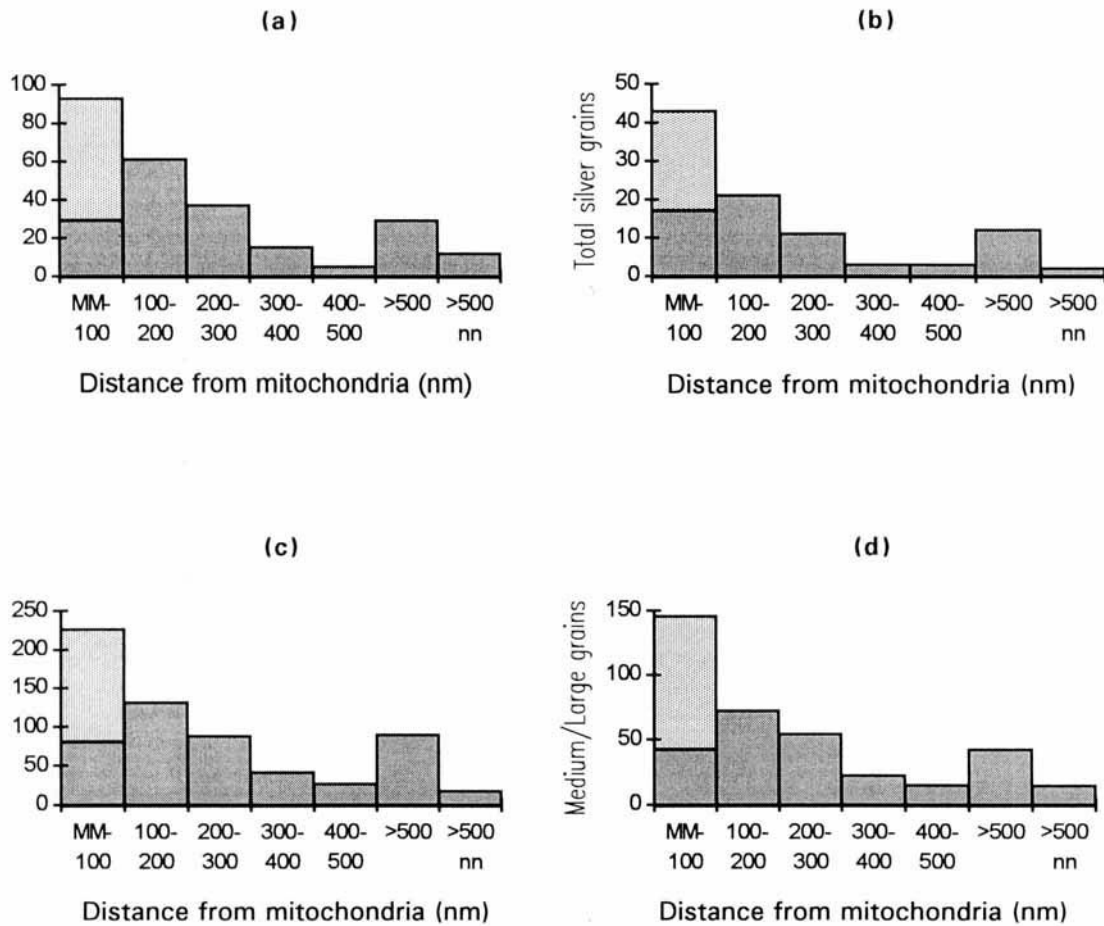 (a)
100
80
60
40
20
0
MM- 100- 200- 300- 400- >500 >500
100 200 300 400 500 nn
Distance from mitochondria (nm)
(b)
Total silver grains
50
40
30
20
10
0
MM- 100- 200- 300- 400- >500 >500
100 200 300 400 500 nn
Distance from mitochondria (nm)
(c)
250
200
150
100
50
0
MM- 100- 200- 300- 400- >500 >500
100 200 300 400 500 nn
Distance from mitochondria (nm)
(d)
Medium/Large grains
150
100
50
0
MM- 100- 200- 300- 400- >500 >500
100 200 300 400 500 nn
Distance from mitochondria (nm)